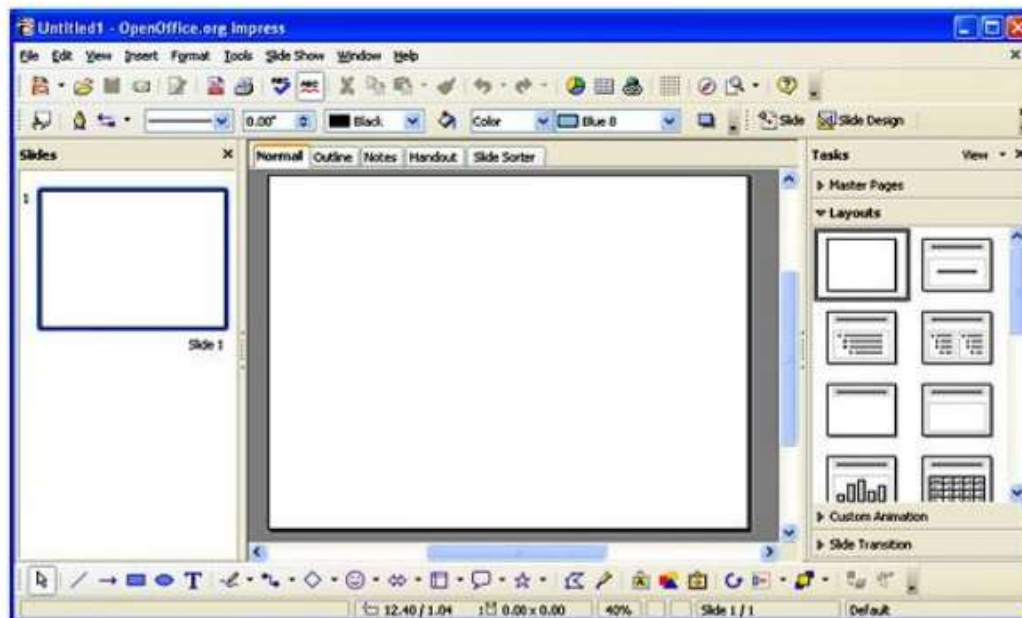 Untitled1 - OpenOffice.org Impress
File Edit View Insert Format Tools Slide Show Window Help
ABC
0.00" Black Color Blue 8 Slide Slide Design
Slides Normal Outline Notes Handout Slide Sorter Tasks View
Master Pages
Layouts
1
Slide 1
Custom Animation
Slide Transition
T
12.40 / 1.04 0.00 x 0.00 40% Slide 1 / 1 Default